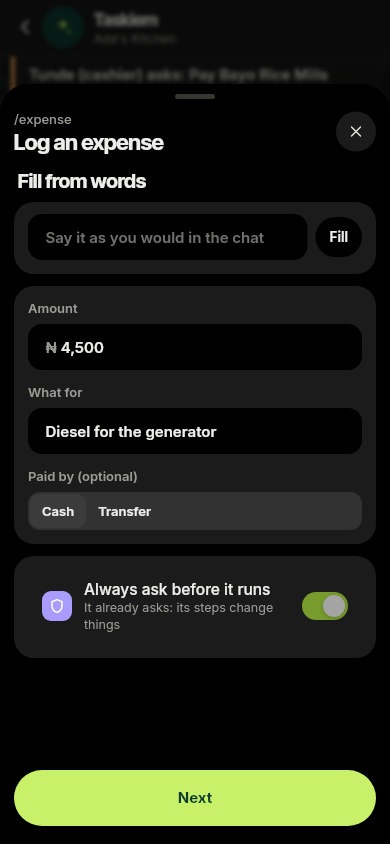 Tasklem
Ada's Kitchen
Tunde (cashier) asks: Pay Bayo Rice Mills
/expense
Log an expense
Fill from words
Say it as you would in the chat
Fill
Amount
₦ 4,500
What for
Diesel for the generator
Paid by (optional)
Cash
Transfer
Always ask before it runs
It already asks: its steps change
things
Next